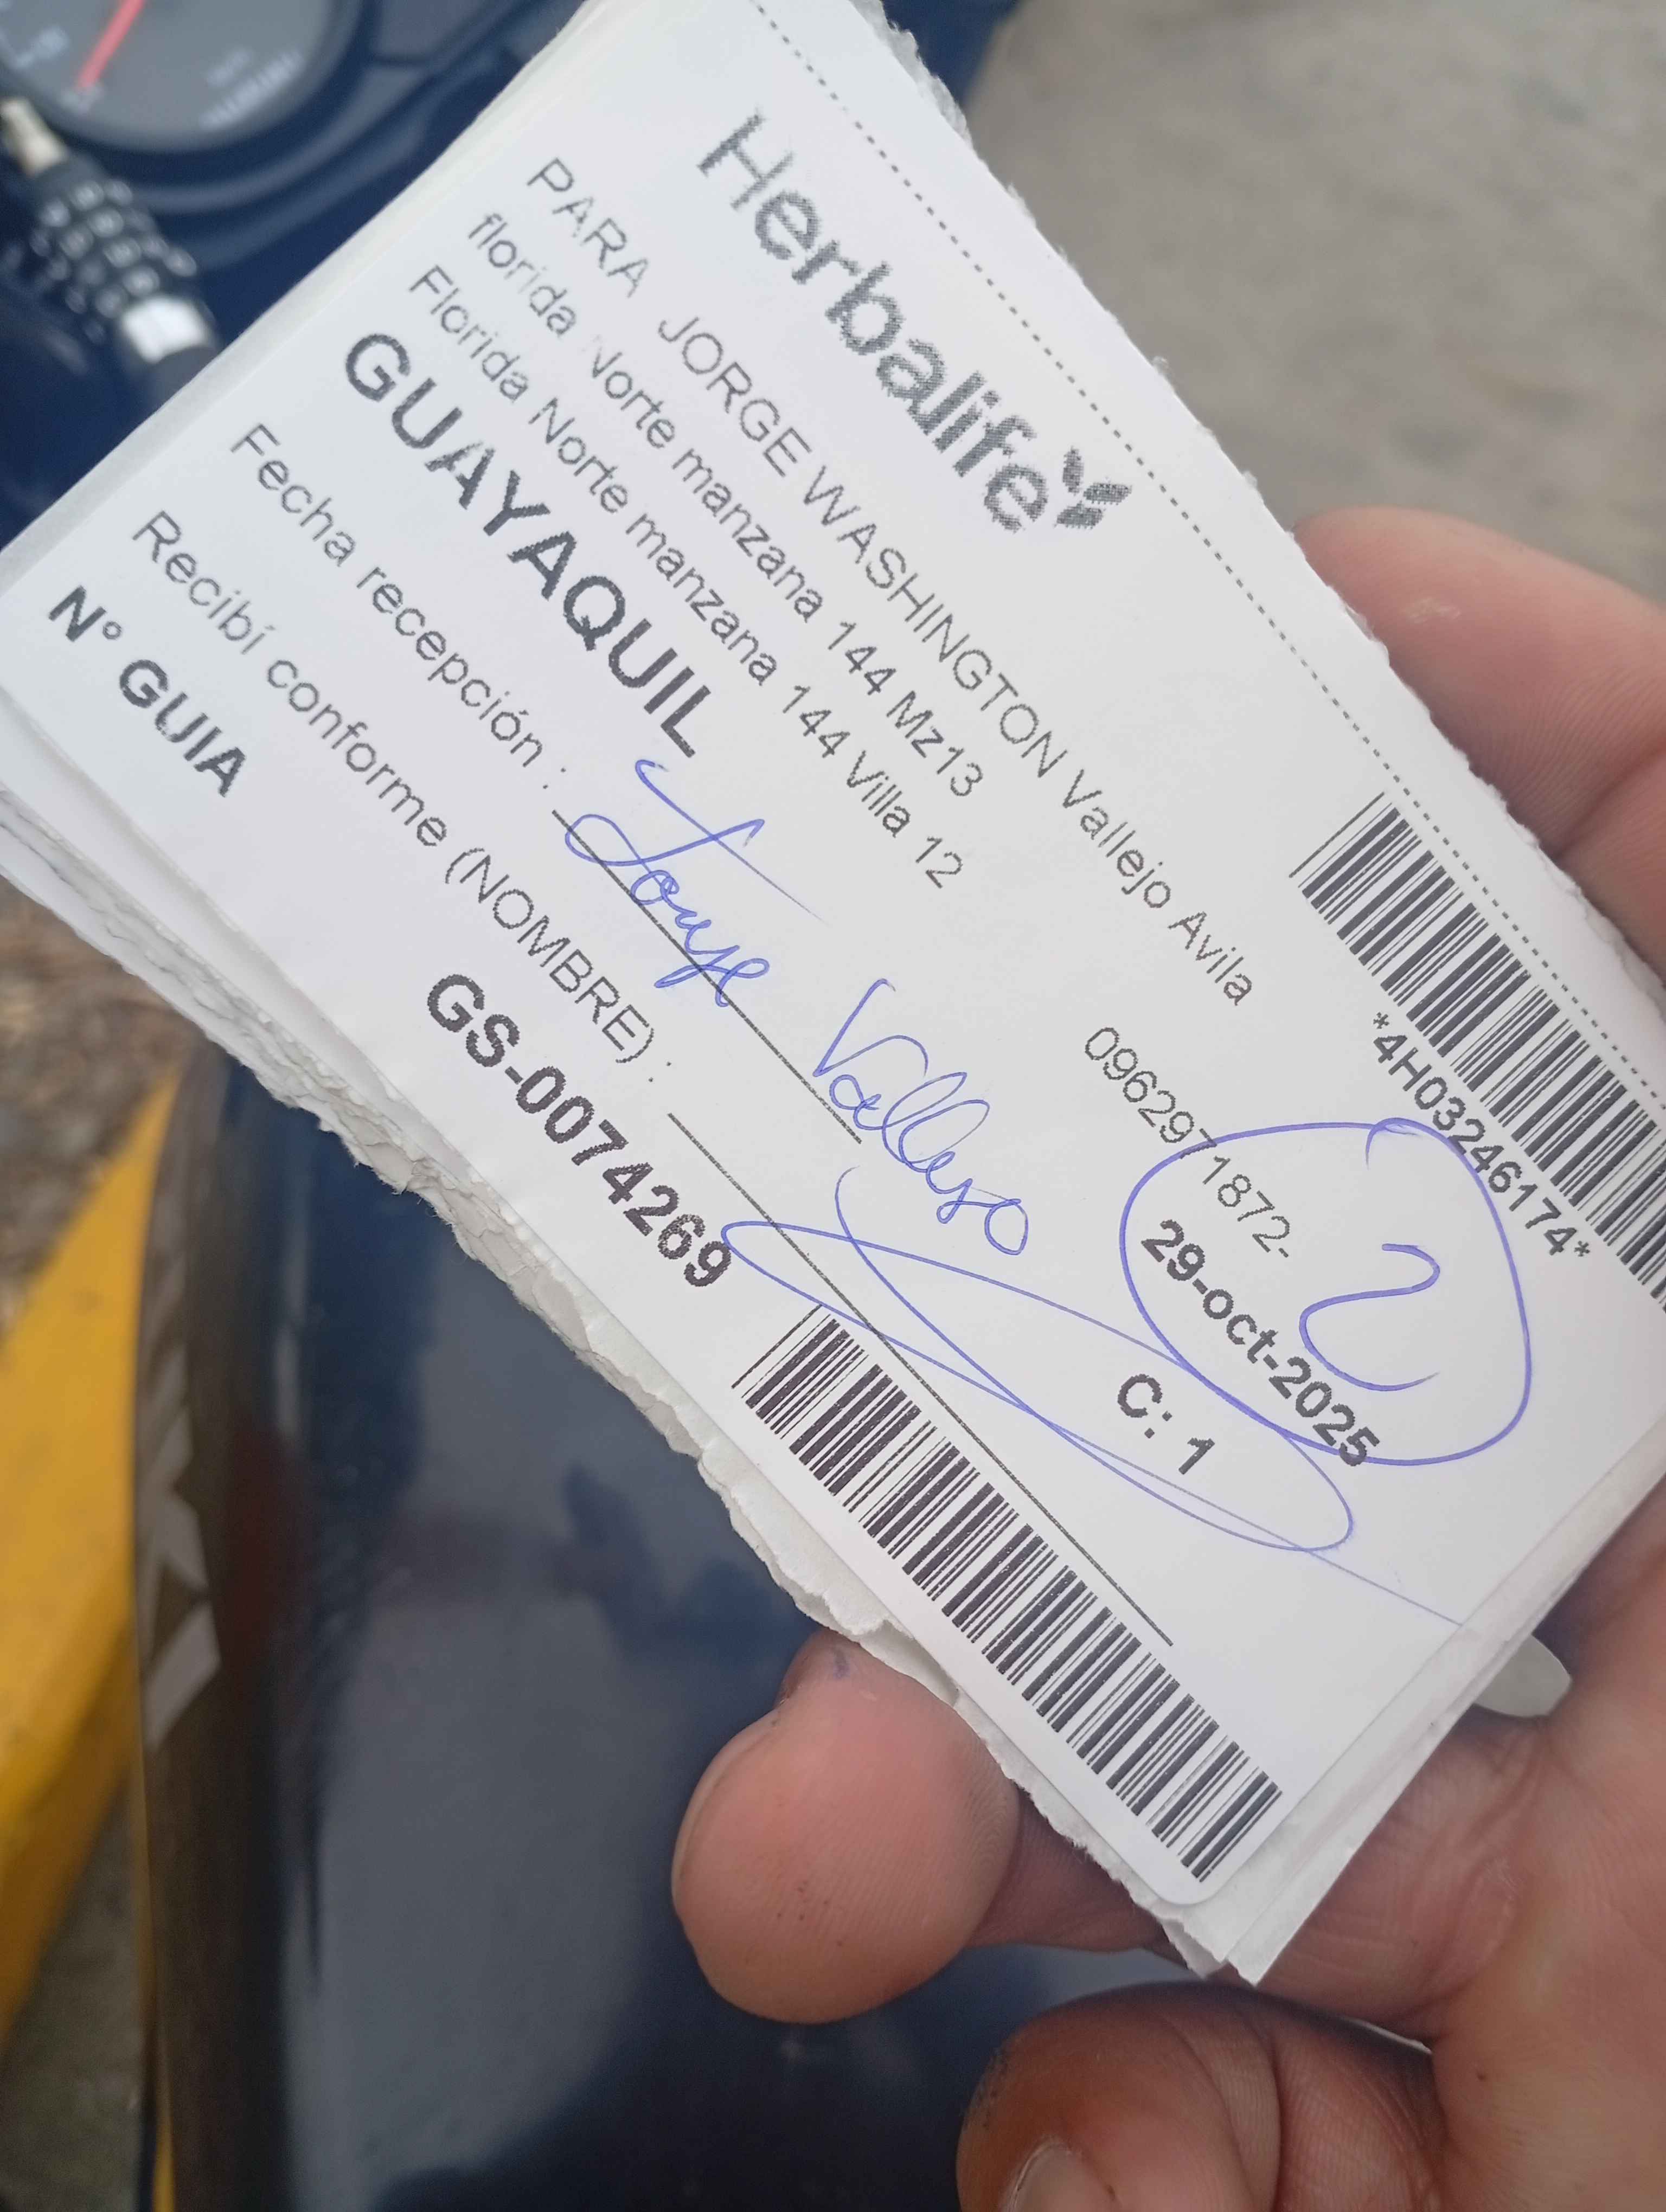 Herbalife
*4H03246174*
PARA JORGE WASHINGTON Vallejo Avila
florida Norte manzana 144 Mz13
0962971872-
Florida Norte manzana 144 Villa 12
29-oct-2025
GUAYAQUIL
C: 1
2
Fecha recepción :
Jorge Vallejo
Recibí conforme (NOMBRE) :
N° GUIA GS-0074269